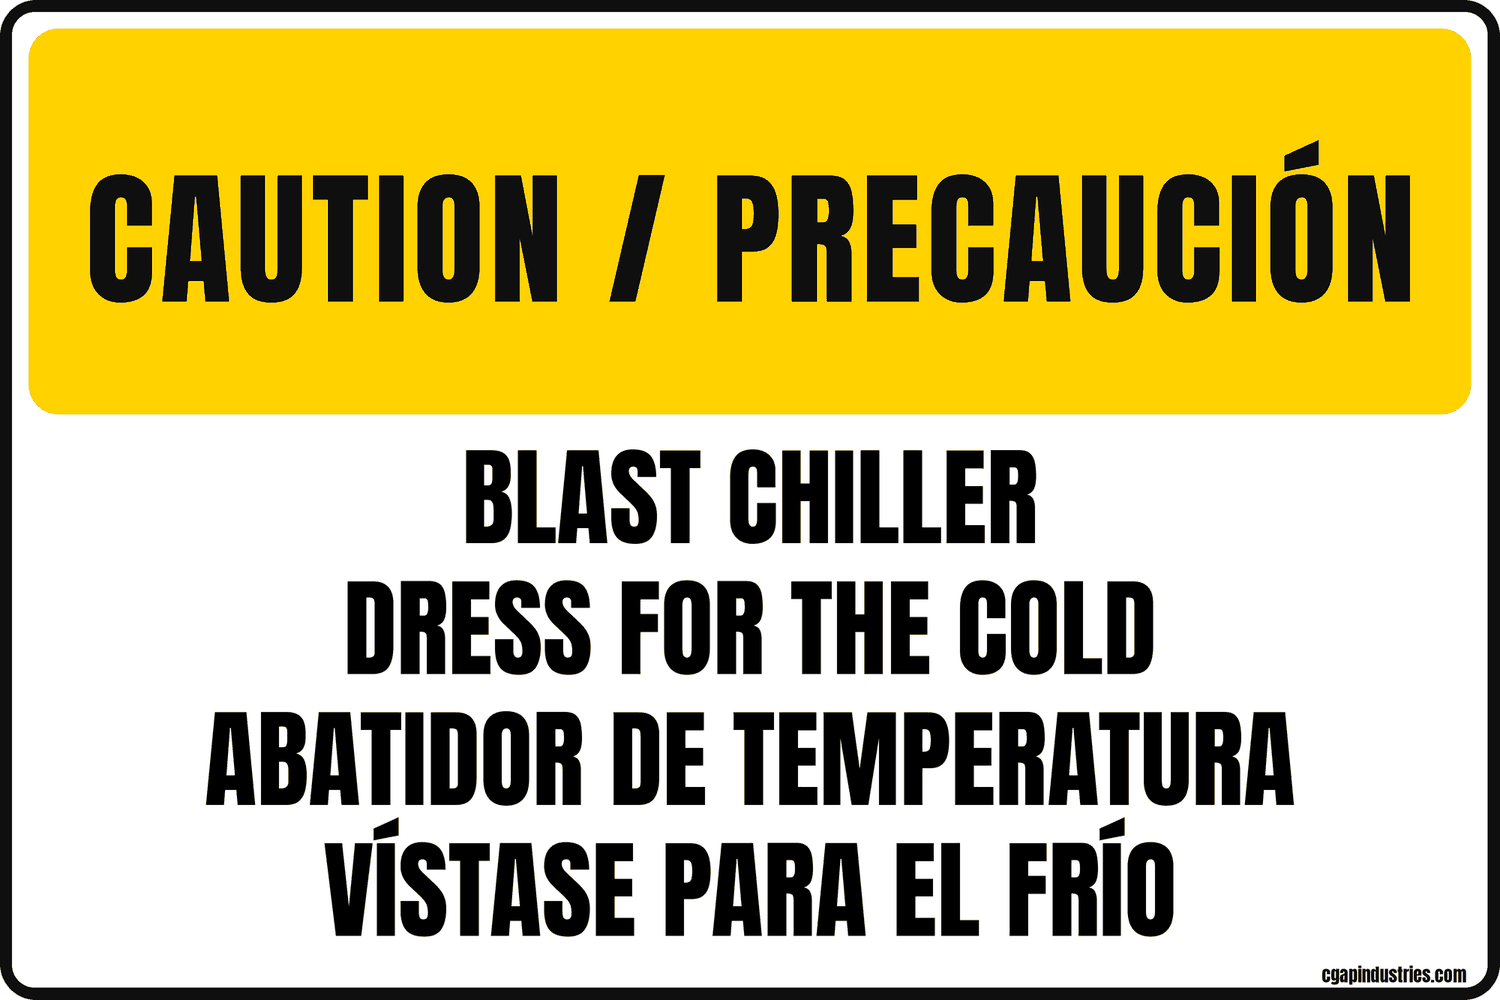 CAUTION / PRECAUCIÓN
BLAST CHILLER
DRESS FOR THE COLD
ABATIDOR DE TEMPERATURA
VÍSTASE PARA EL FRÍO
cgapindustries.com